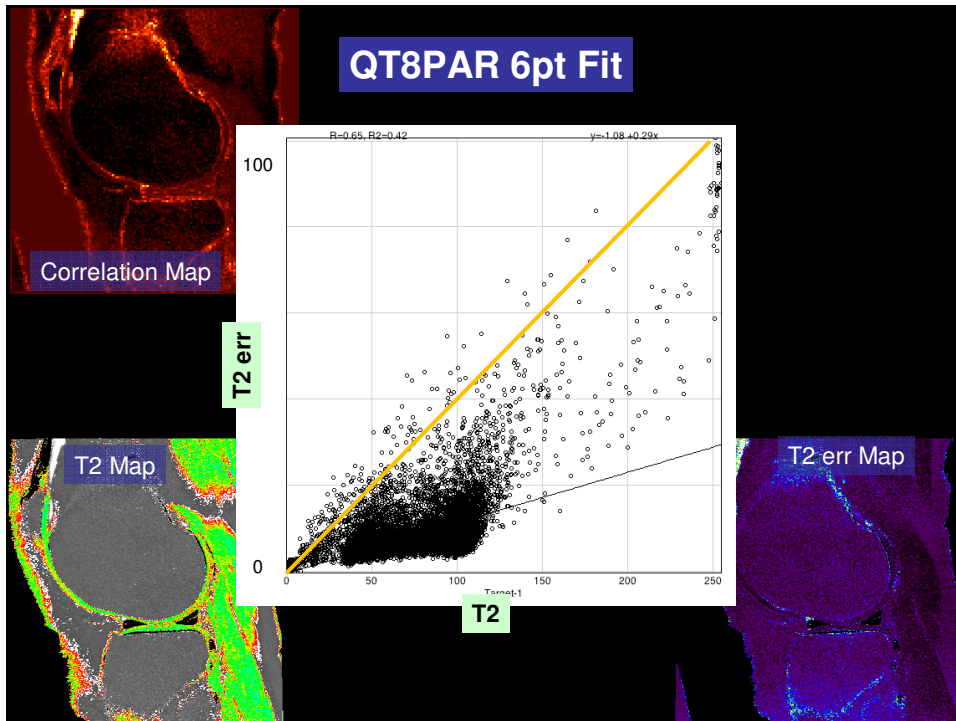 QT8PAR 6pt Fit
R=0.65, R2=0.42
y=-1.08 +0.29x
100
Correlation Map
T2 err
T2 Map
T2 err Map
0
0
50
100
150
200
250
Target-1
T2